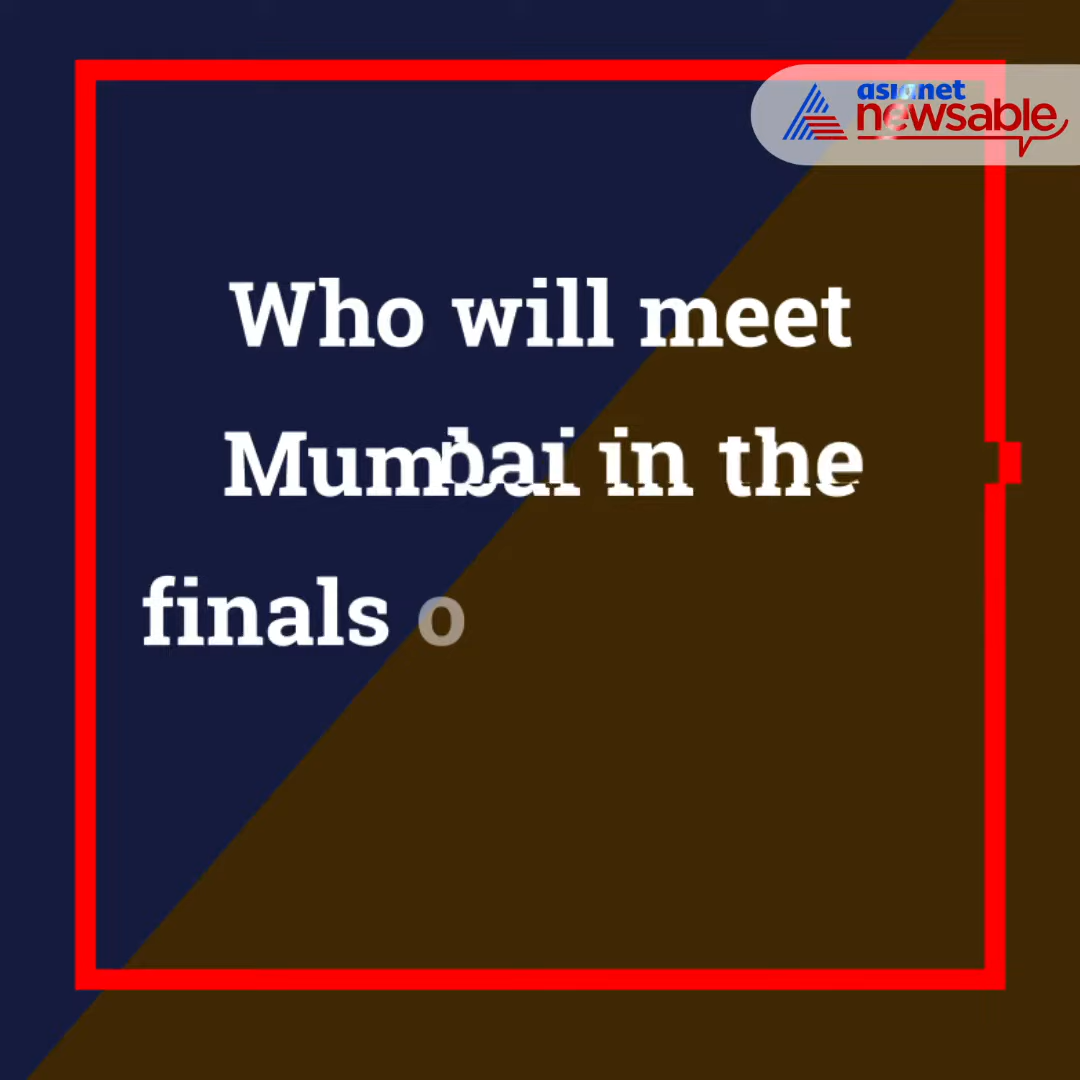 asianet
newsable
Who will meet
Mumbai in the
finals o